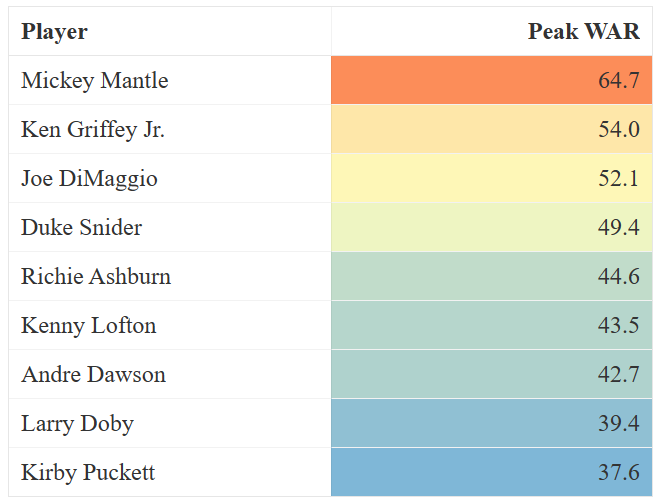 Player Peak WAR
Mickey Mantle 64.7
Ken Griffey Jr. 54.0
Joe DiMaggio 52.1
Duke Snider 49.4
Richie Ashburn 44.6
Kenny Lofton 43.5
Andre Dawson 42.7
Larry Doby 39.4
Kirby Puckett 37.6